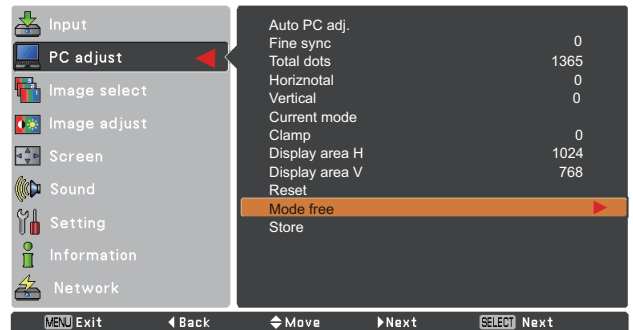 Input
PC adjust
Image select
Image adjust
Screen
Sound
Setting
Information
Network
Auto PC adj.
Fine sync 0
Total dots 1365
Horiznotal 0
Vertical 0
Current mode
Clamp 0
Display area H 1024
Display area V 768
Reset
Mode free
Store
MENU Exit Back Move Next SELECT Next